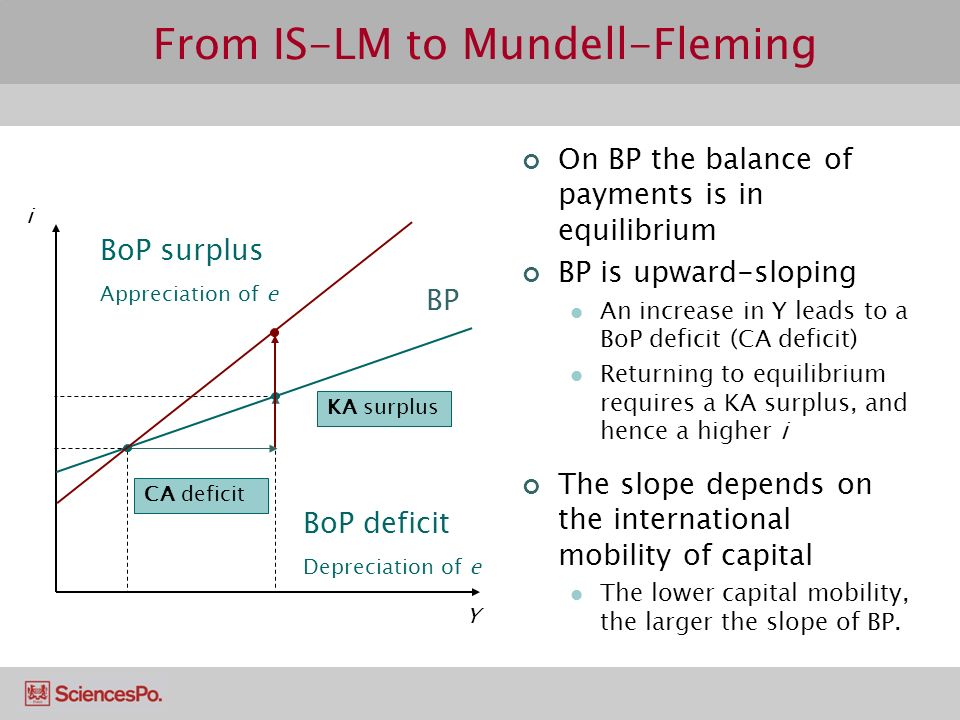 From IS-LM to Mundell-Fleming
i
BoP surplus
Appreciation of e
BP
KA surplus
CA deficit
BoP deficit
Depreciation of e
Y
On BP the balance of
payments is in
equilibrium
BP is upward-sloping
An increase in Y leads to a
BoP deficit (CA deficit)
Returning to equilibrium
requires a KA surplus, and
hence a higher i
The slope depends on
the international
mobility of capital
The lower capital mobility,
the larger the slope of BP.
SciencesPo.